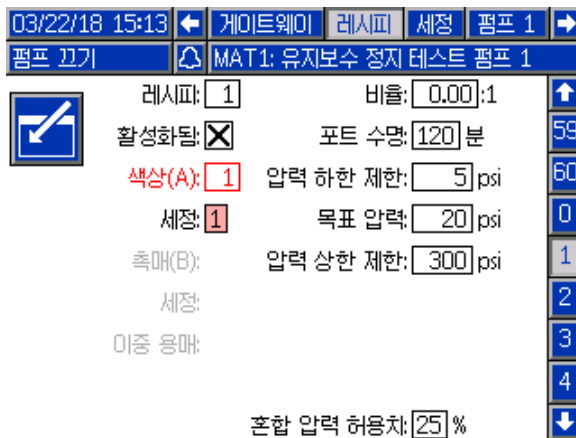 03/22/18 15:13 게이트웨이 레시피 세정 펌프 1
펌프 끄기 MAT1: 유지보수 정지 테스트 펌프 1
레시피: 1 비율: 0.00:1
활성화됨: 포트 수명: 120 분 59
색상(A): 1 압력 하한 제한: 5 psi 60
세정: 1 목표 압력: 20 psi 0
촉매(B): 압력 상한 제한: 300 psi 1
세정: 2
이중 용매: 3
4
혼합 압력 허용치: 25 %